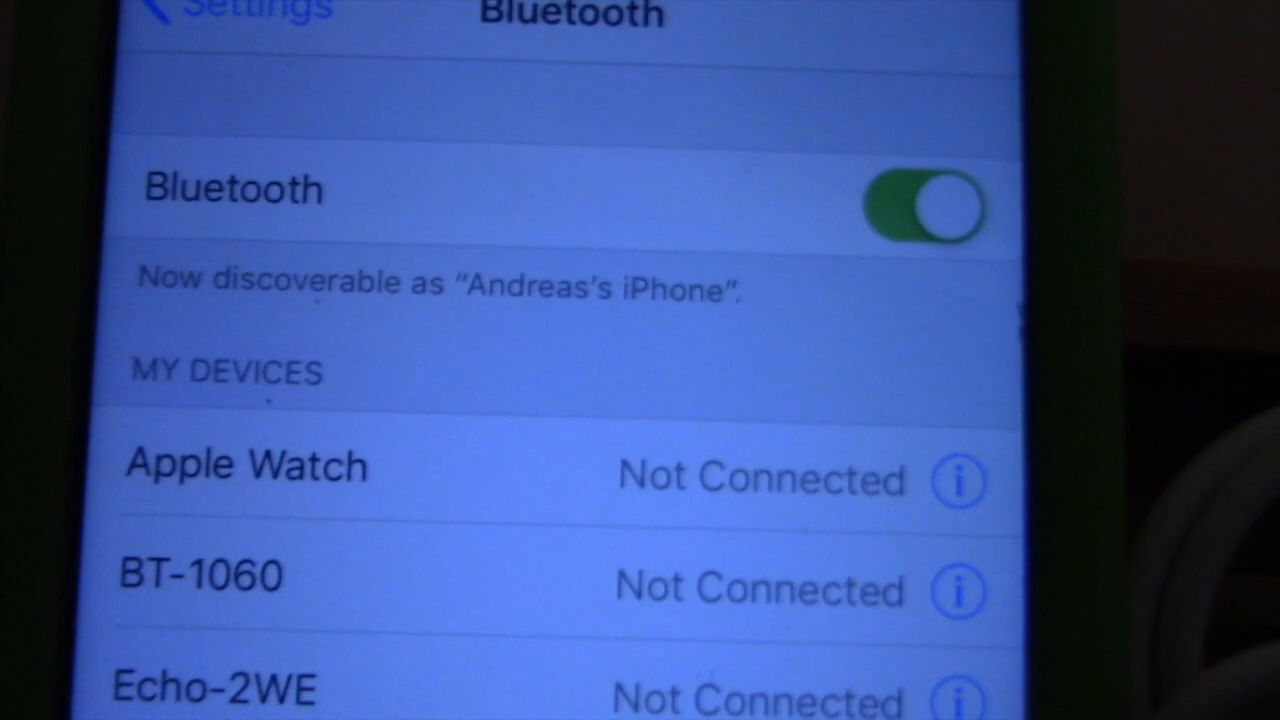 Settings Bluetooth
Bluetooth
Now discoverable as “Andreas's iPhone”.
MY DEVICES
Apple Watch Not Connected i
BT-1060 Not Connected i
Echo-2WE Not Connected i